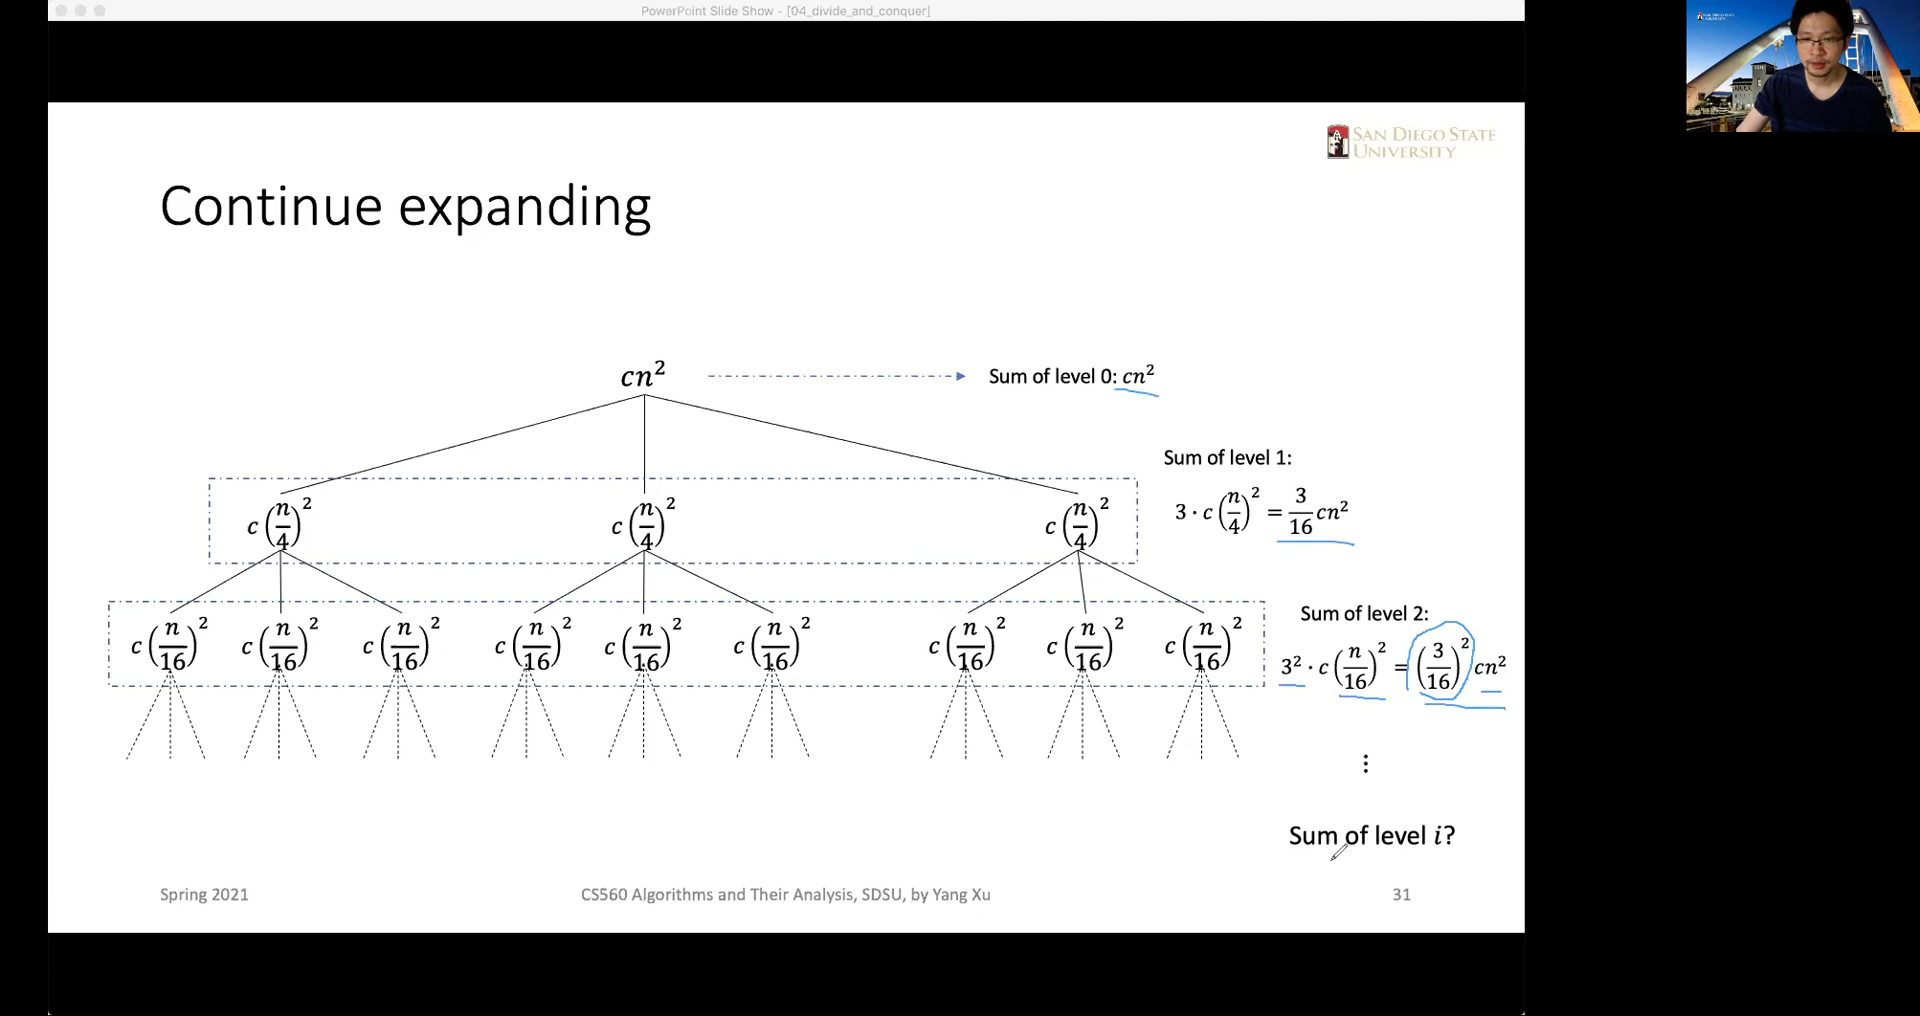 PowerPoint Slide Show - [04_divide_and_conquer]
SAN DIEGO STATE
UNIVERSITY
Continue expanding
cn² Sum of level 0: cn²
Sum of level 1:
c(n/4)² c(n/4)² c(n/4)² 3 · c(n/4)² = 3/16 cn²
Sum of level 2:
c(n/16)² c(n/16)² c(n/16)² c(n/16)² c(n/16)² c(n/16)² c(n/16)² c(n/16)² c(n/16)² 3² · c(n/16)² = (3/16)² cn²
⋮
Sum of level i?
Spring 2021 CS560 Algorithms and Their Analysis, SDSU, by Yang Xu 31